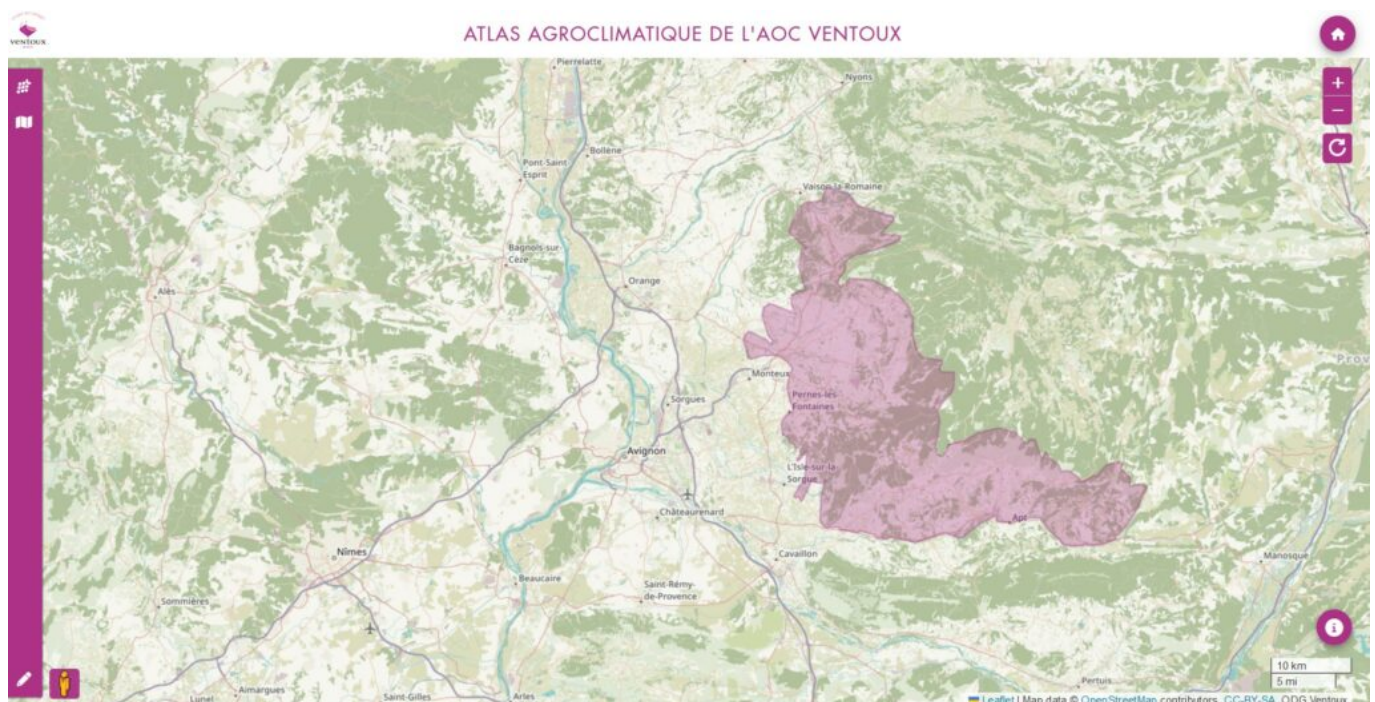 VENTOUX
AOC
ATLAS AGROCLIMATIQUE DE L'AOC VENTOUX
Pierrelatte
Nyons
+
−
Bollène
Pont-Saint
Esprit
Vaison-la-Romaine
Bagnols-sur-
Cèze
Orange
Alès
Prov
Monteux
Pernes-les
Fontaines
Sorgues
Avignon
L'Isle-sur-la
Sorgue
Châteaurenard
Apt
Nîmes
Cavaillon
Manosque
Beaucaire
Saint-Rémy-
de-Provence
Sommières
i
10 km
5 mi
Pertuis
Lunel
Aimargues
Saint-Gilles
Arles
Leaflet | Map data © OpenStreetMap contributors, CC-BY-SA, ODG Ventoux